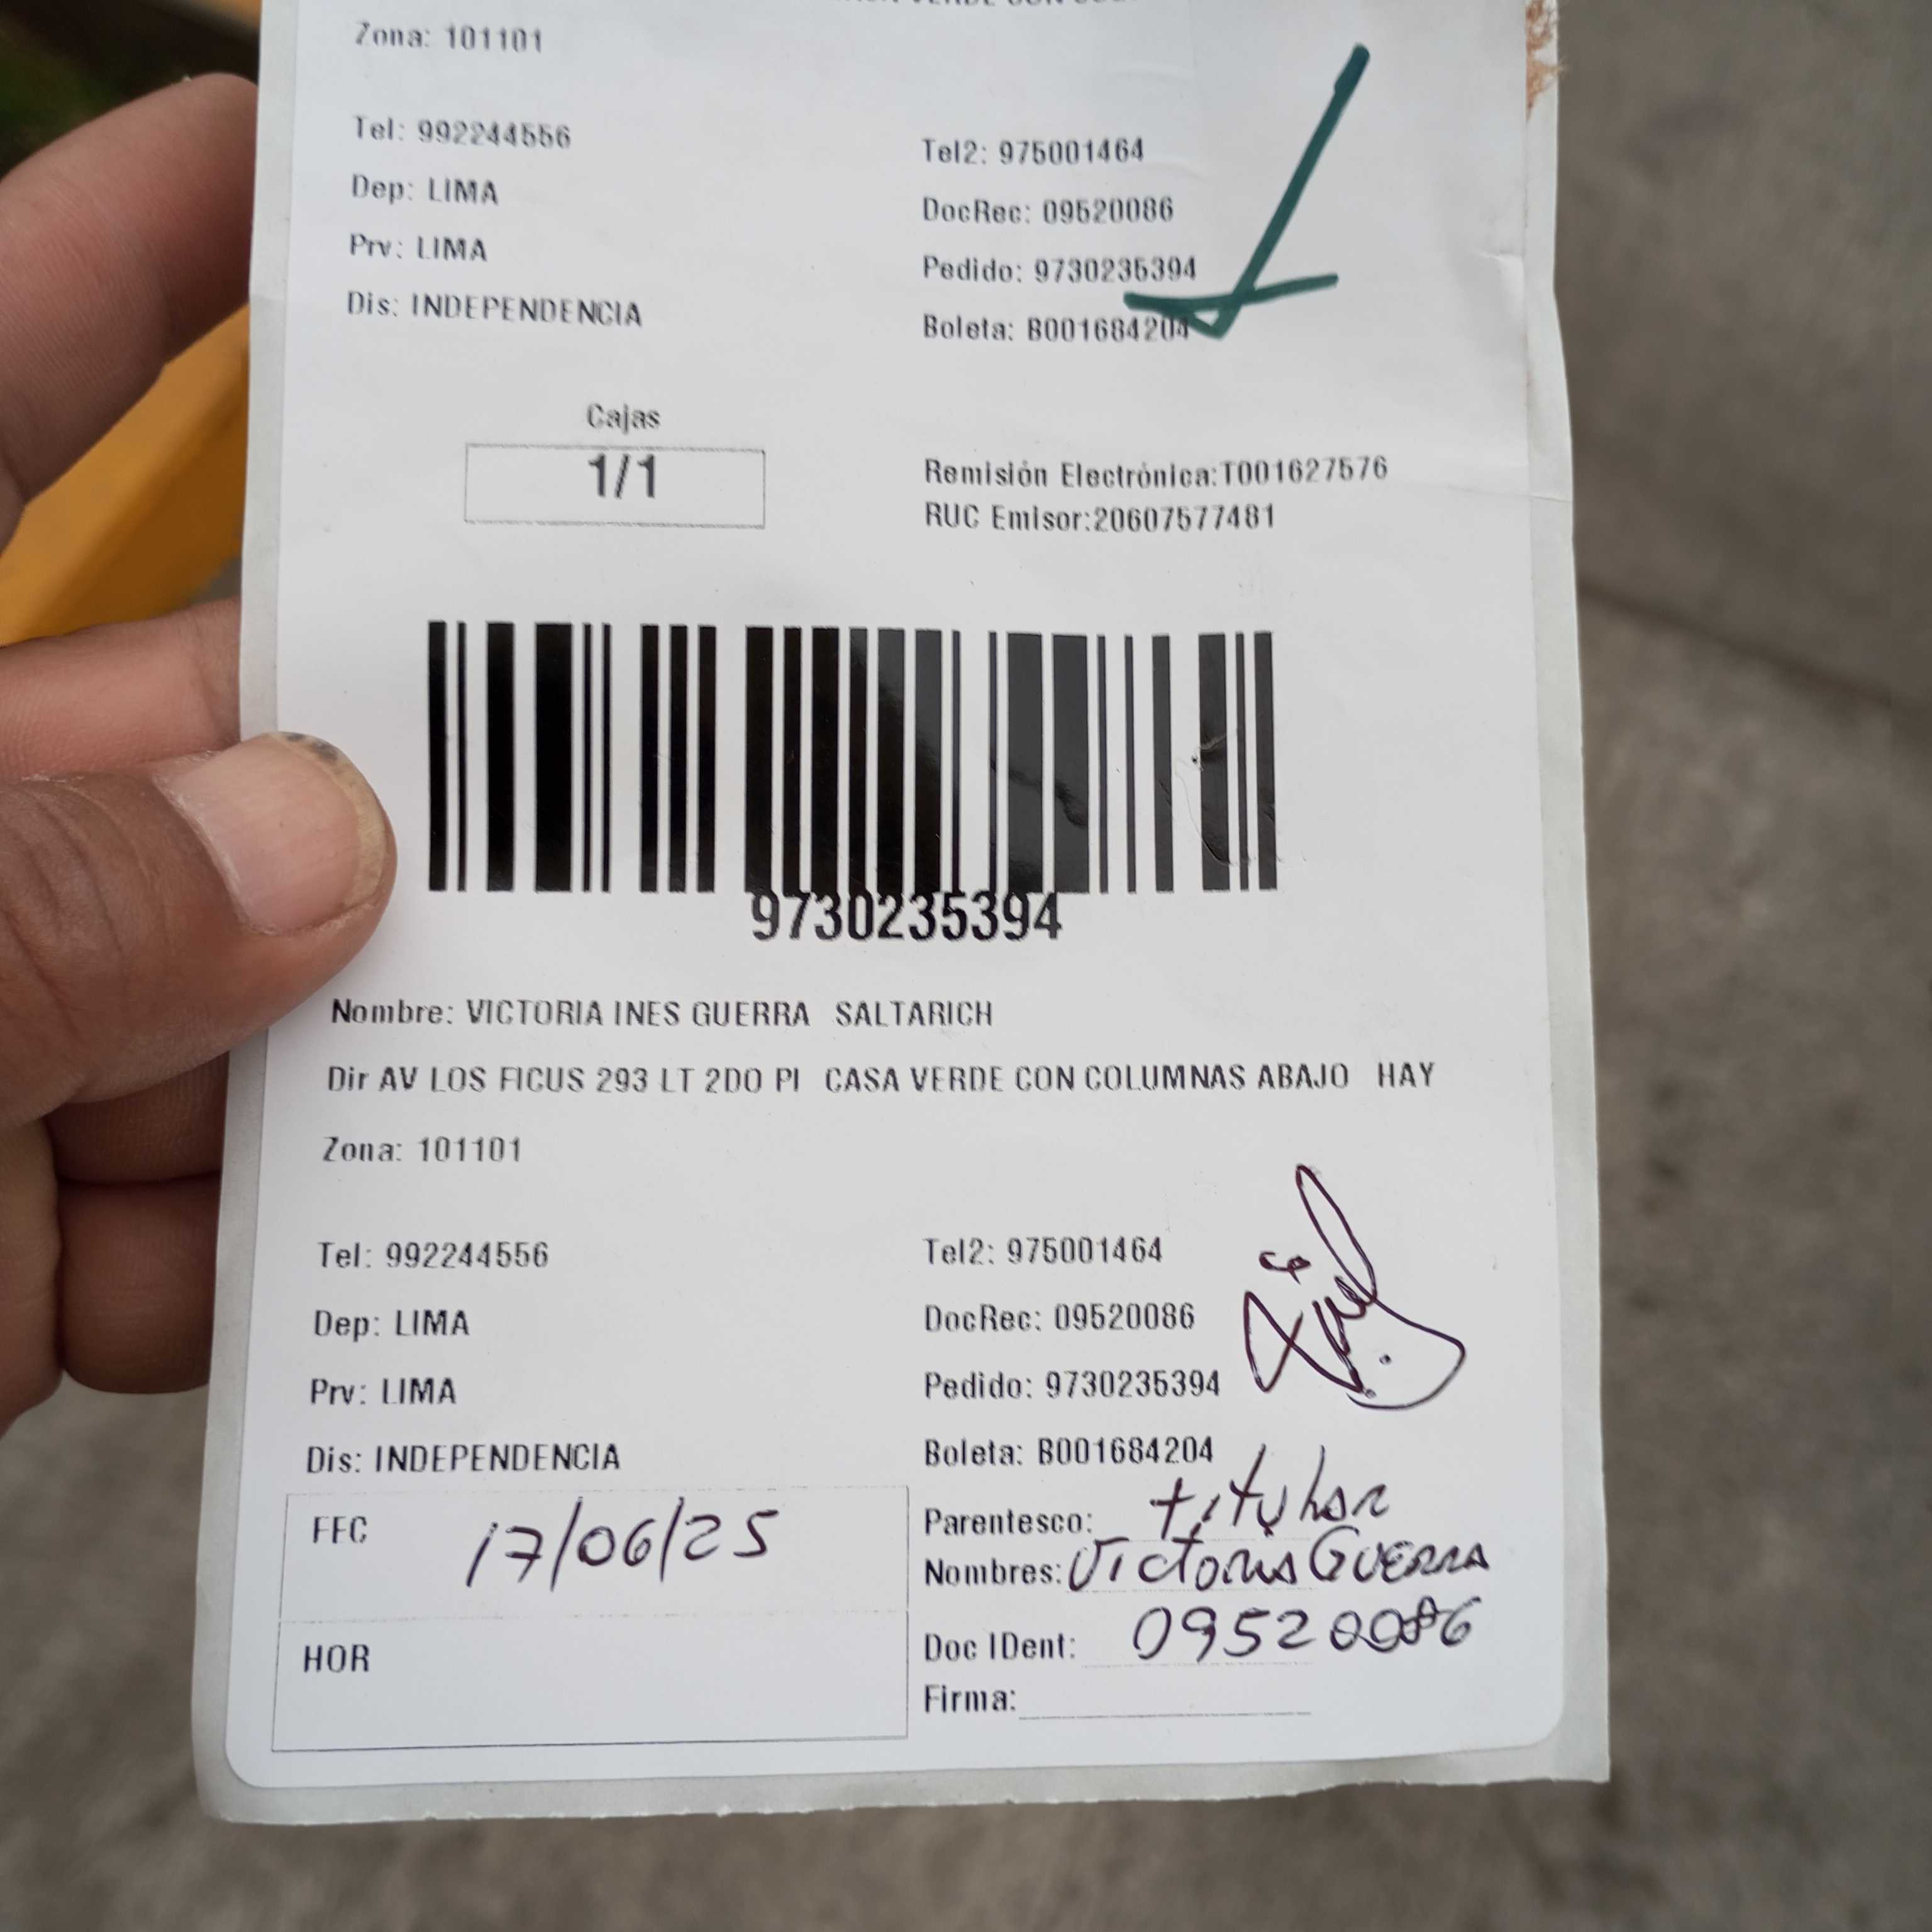 Zona: 101101
Tel: 992244556
Tel2: 975001464
Dep: LIMA
DocRec: 09520086
Prv: LIMA
Pedido: 9730235394
Dis: INDEPENDENCIA
Boleta: B001684204
Cajas
1/1
Remisión Electrónica:T001627576
RUC Emisor:20607577481
9730235394
Nombre: VICTORIA INES GUERRA SALTARICH
Dir AV LOS FICUS 293 LT 2DO PI CASA VERDE CON COLUMNAS ABAJO HAY
Zona: 101101
Tel: 992244556
Tel2: 975001464
Dep: LIMA
DocRec: 09520086
Prv: LIMA
Pedido: 9730235394
Dis: INDEPENDENCIA
Boleta: B001684204
FEC 17/06/25
Parentesco: titular
Nombres: Victoria Guerra
HOR
Doc IDent: 09520086
Firma: